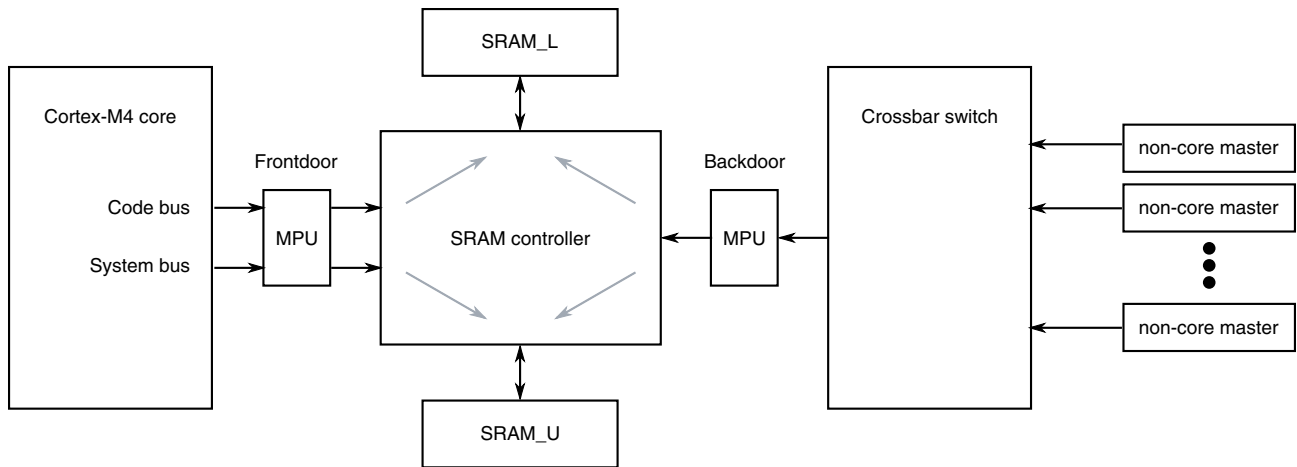 SRAM_L
Cortex-M4 core
Crossbar switch
Frontdoor
Backdoor
non-core master
Code bus
MPU
SRAM controller
MPU
non-core master
System bus
non-core master
SRAM_U